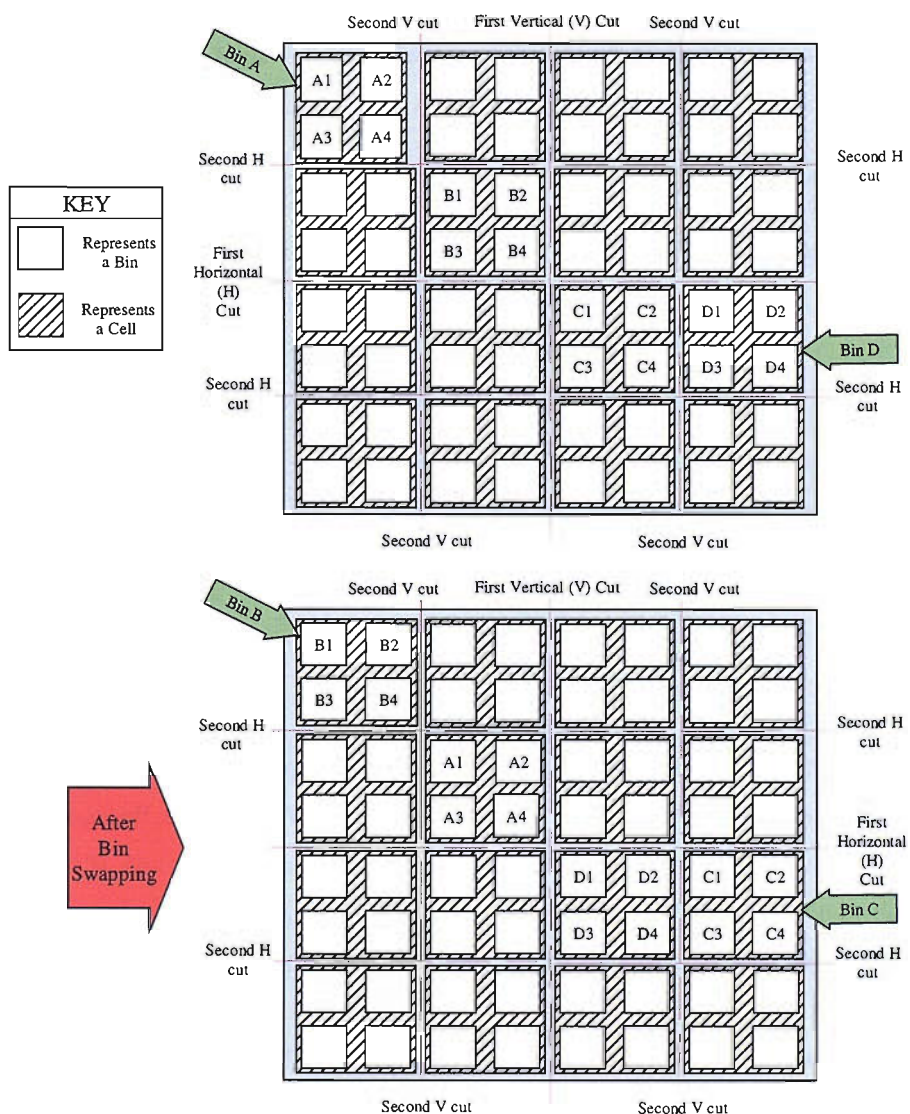 Second V cut First Vertical (V) Cut Second V cut
Bin A
A1 A2
A3 A4
Second H
cut
Second H
cut
KEY
Represents
a Bin
Represents
a Cell
B1 B2
B3 B4
First
Horizontal
(H)
Cut
C1 C2 D1 D2
Bin D
C3 C4 D3 D4
Second H
cut
Second H
cut
Second V cut Second V cut
Second V cut First Vertical (V) Cut Second V cut
Bin B
B1 B2
B3 B4
Second H
cut
Second H
cut
A1 A2
A3 A4
After
Bin
Swapping
First
Horizontal
(H)
Cut
D1 D2 C1 C2
Bin C
D3 D4 C3 C4
Second H
cut
Second H
cut
Second V cut Second V cut